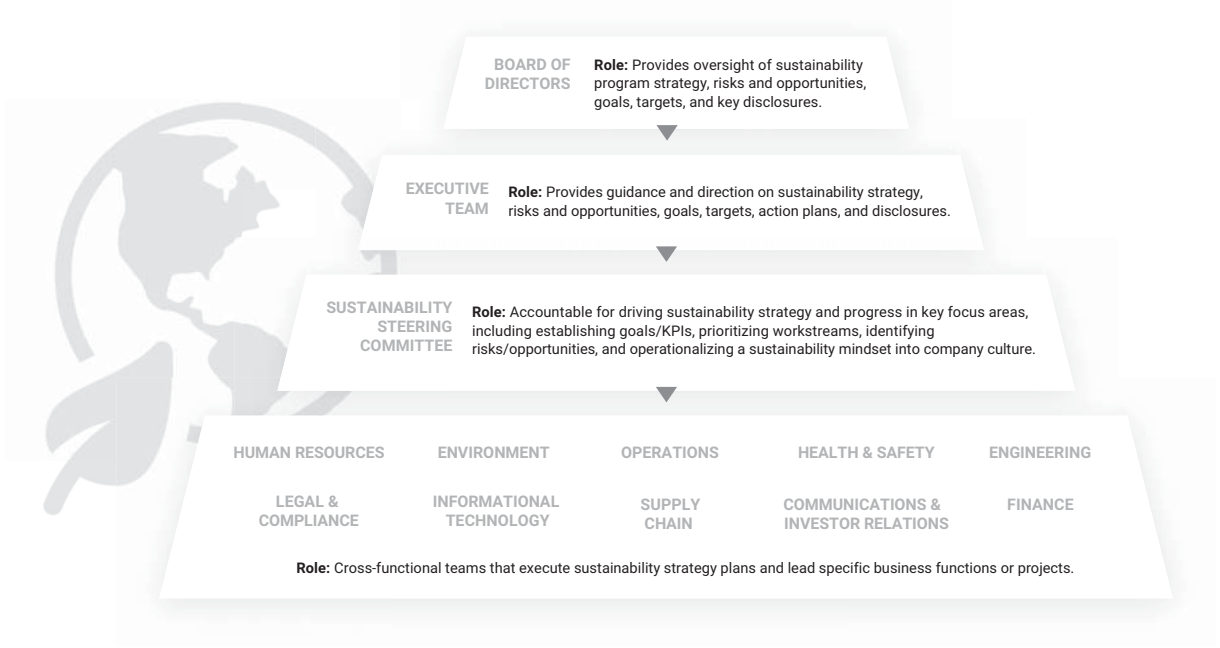 BOARD OF
DIRECTORS
Role: Provides oversight of sustainability
program strategy, risks and opportunities,
goals, targets, and key disclosures.
EXECUTIVE
TEAM
Role: Provides guidance and direction on sustainability strategy,
risks and opportunities, goals, targets, action plans, and disclosures.
SUSTAINABILITY
STEERING
COMMITTEE
Role: Accountable for driving sustainability strategy and progress in key focus areas,
including establishing goals/KPIs, prioritizing workstreams, identifying
risks/opportunities, and operationalizing a sustainability mindset into company culture.
HUMAN RESOURCES
ENVIRONMENT
OPERATIONS
HEALTH & SAFETY
ENGINEERING
LEGAL &
COMPLIANCE
INFORMATIONAL
TECHNOLOGY
SUPPLY
CHAIN
COMMUNICATIONS &
INVESTOR RELATIONS
FINANCE
Role: Cross-functional teams that execute sustainability strategy plans and lead specific business functions or projects.